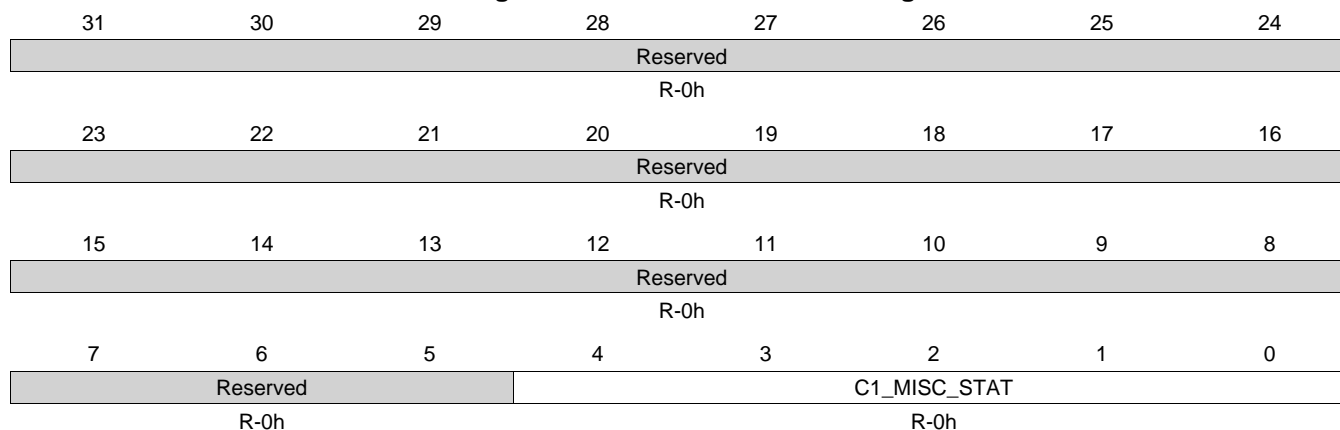 31 30 29 28 27 26 25 24
Reserved
R-0h
23 22 21 20 19 18 17 16
Reserved
R-0h
15 14 13 12 11 10 9 8
Reserved
R-0h
7 6 5 4 3 2 1 0
Reserved C1_MISC_STAT
R-0h R-0h